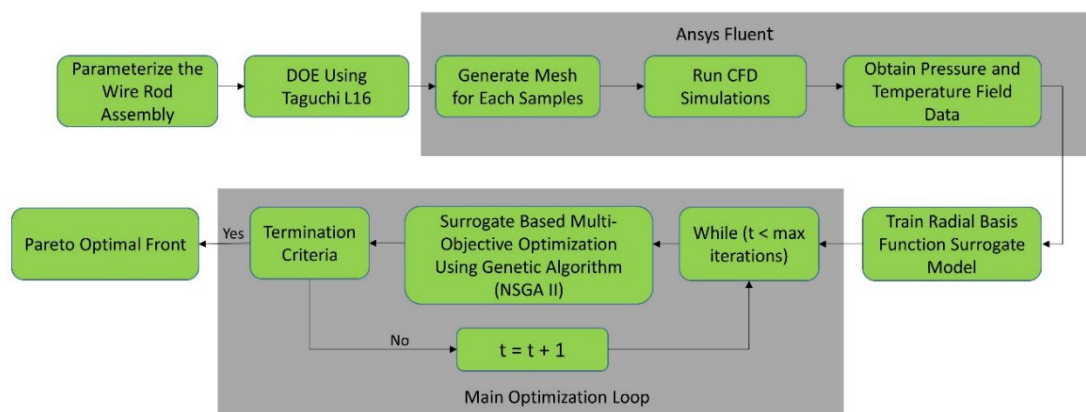 Ansys Fluent
Parameterize the
Wire Rod
Assembly
DOE Using
Taguchi L16
Generate Mesh
for Each Samples
Run CFD
Simulations
Obtain Pressure and
Temperature Field
Data
Train Radial Basis
Function Surrogate
Model
While (t < max
iterations)
Surrogate Based Multi-
Objective Optimization
Using Genetic Algorithm
(NSGA II)
Termination
Criteria
Yes
Pareto Optimal Front
No
t = t + 1
Main Optimization Loop